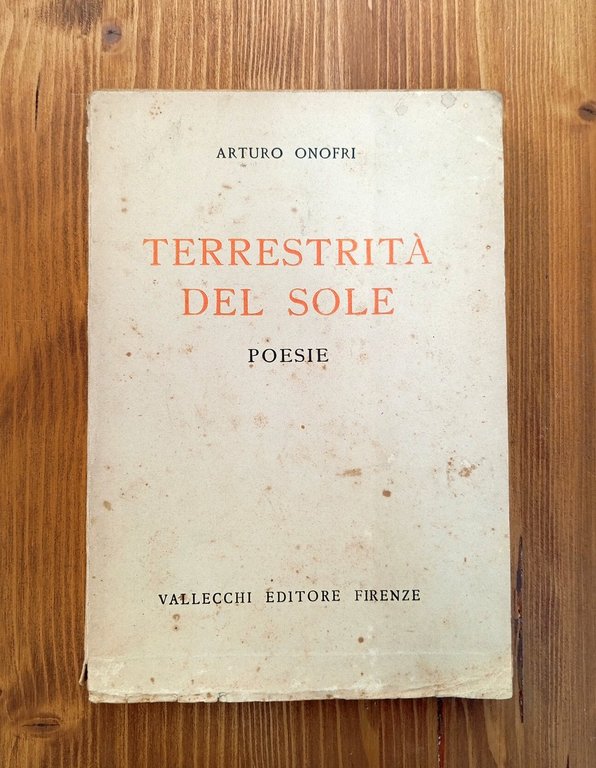 ARTURO ONOFRI
TERRESTRITÀ
DEL SOLE
POESIE
VALLECCHI EDITORE FIRENZE